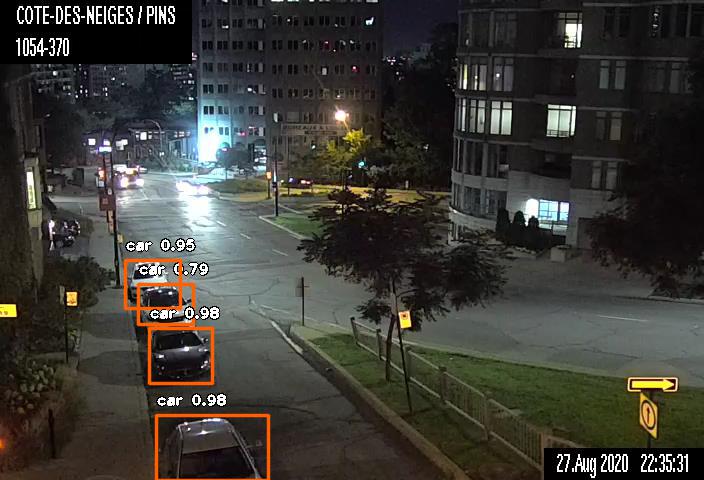 COTE-DES-NEIGES / PINS
1054-370
car 0.95
car 0.79
car 0.98
car 0.98
27.Aug 2020 22:35:31